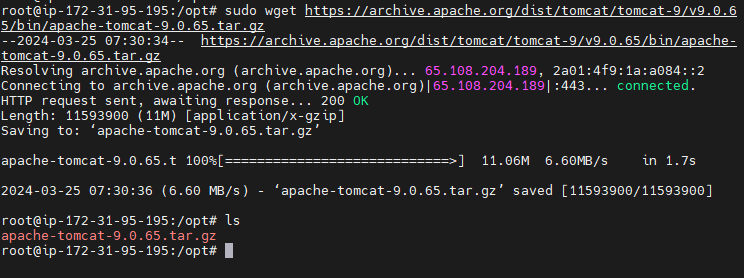 root@ip-172-31-95-195:/opt# sudo wget https://archive.apache.org/dist/tomcat/tomcat-9/v9.0.6
5/bin/apache-tomcat-9.0.65.tar.gz
--2024-03-25 07:30:34--  https://archive.apache.org/dist/tomcat/tomcat-9/v9.0.65/bin/apache-
tomcat-9.0.65.tar.gz
Resolving archive.apache.org (archive.apache.org)... 65.108.204.189, 2a01:4f9:1a:a084::2
Connecting to archive.apache.org (archive.apache.org)|65.108.204.189|:443... connected.
HTTP request sent, awaiting response... 200 OK
Length: 11593900 (11M) [application/x-gzip]
Saving to: ‘apache-tomcat-9.0.65.tar.gz’
apache-tomcat-9.0.65.t 100%[============================>]  11.06M  6.60MB/s    in 1.7s
2024-03-25 07:30:36 (6.60 MB/s) - ‘apache-tomcat-9.0.65.tar.gz’ saved [11593900/11593900]
root@ip-172-31-95-195:/opt# ls
apache-tomcat-9.0.65.tar.gz
root@ip-172-31-95-195:/opt#